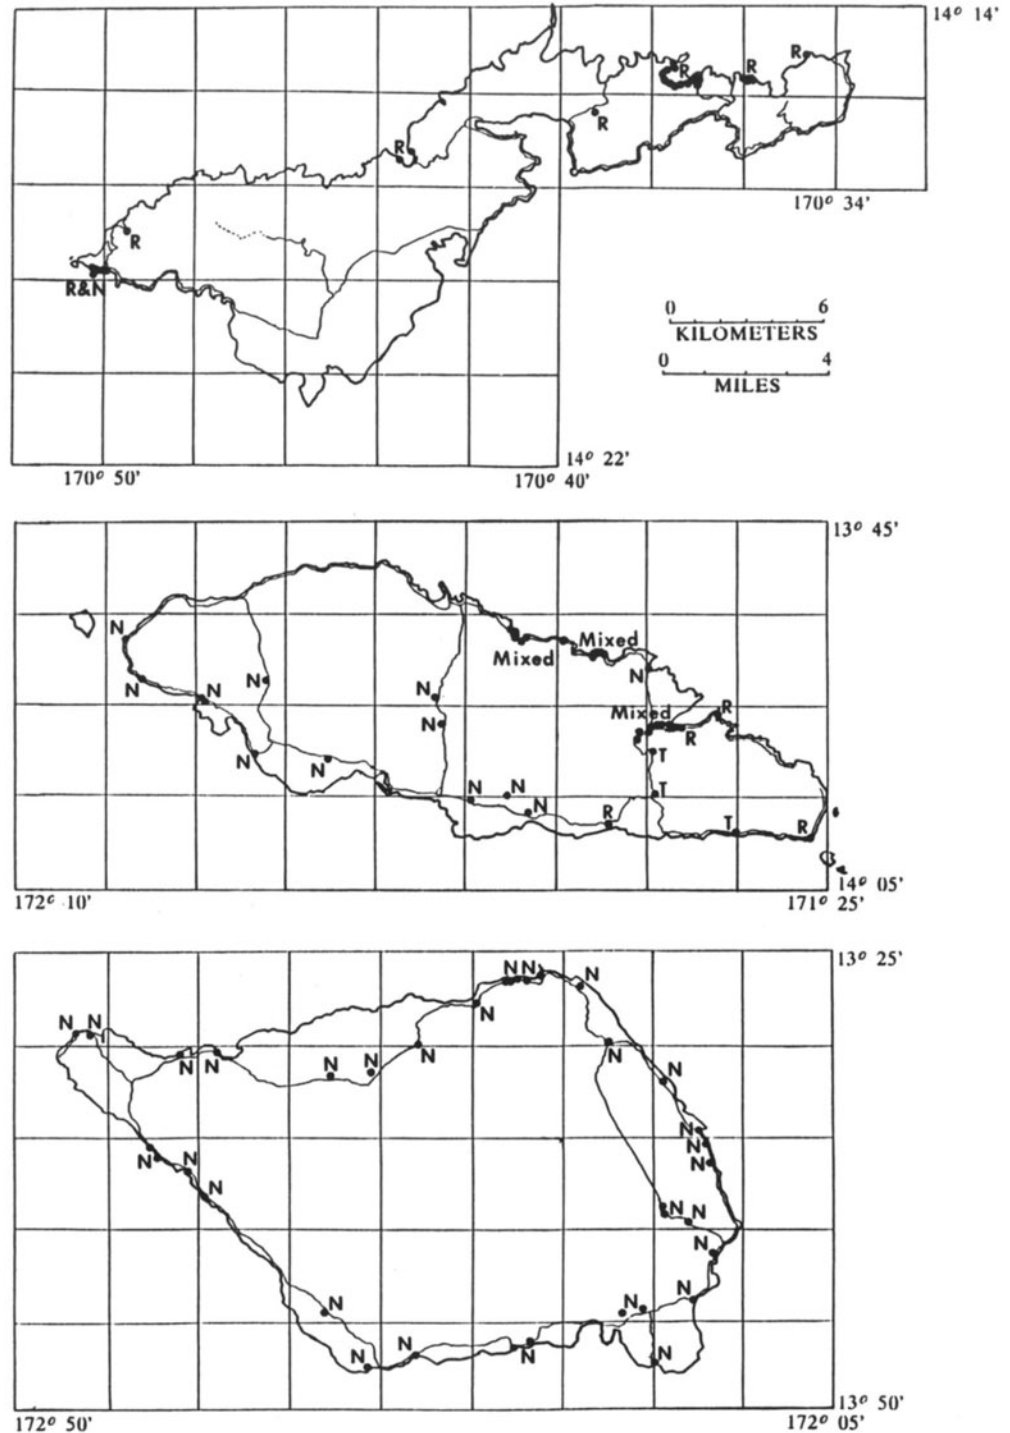 14° 14'
R
R
R
R
R
R
R&N
170° 34'
0 6
KILOMETERS
0 4
MILES
14° 22'
170° 50' 170° 40'
13° 45'
N
Mixed
Mixed
N
N
N
N
N
R
Mixed
N
R
N
N
T
N
N
N
T
R
T
R
14° 05'
172° 10' 171° 25'
13° 25'
N N
N
N
N N
N
N
N N
N
N N
N
N
N
N
N N
N
N N
N
N
N
N
N
N
N
N
13° 50'
172° 50' 172° 05'